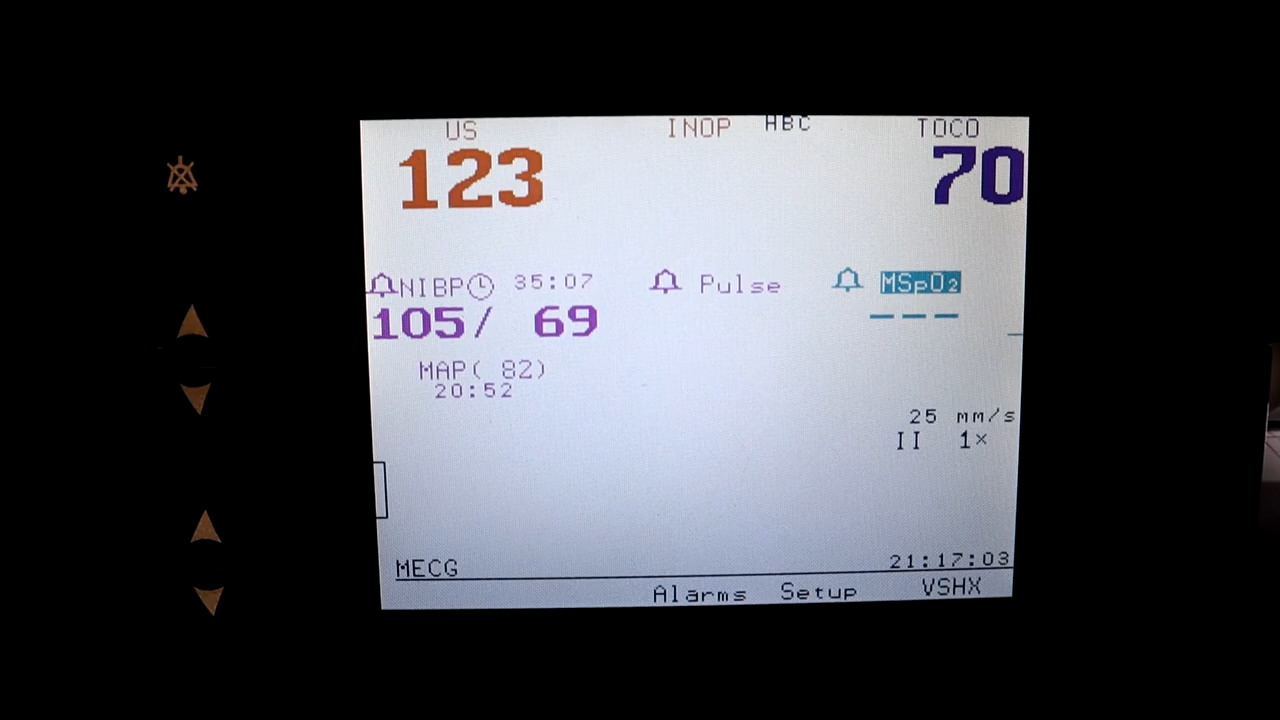 US INOP HBC TOCO
123 70
NIBP 35:07 Pulse MSpO₂
105/ 69 ---
MAP( 82)
20:52
25 mm/s
II 1×
MECG 21:17:03
Alarms Setup VSHX